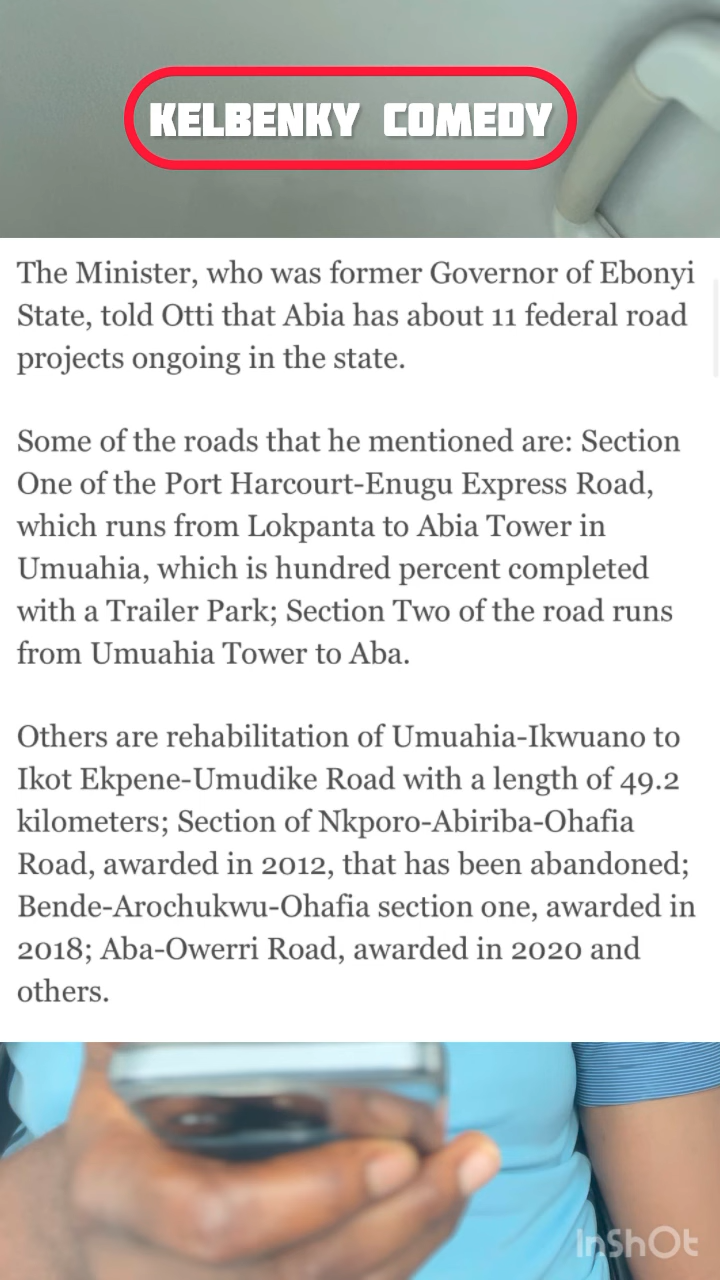 KELBENKY COMEDY
The Minister, who was former Governor of Ebonyi
State, told Otti that Abia has about 11 federal road
projects ongoing in the state.
Some of the roads that he mentioned are: Section
One of the Port Harcourt-Enugu Express Road,
which runs from Lokpanta to Abia Tower in
Umuahia, which is hundred percent completed
with a Trailer Park; Section Two of the road runs
from Umuahia Tower to Aba.
Others are rehabilitation of Umuahia-Ikwuano to
Ikot Ekpene-Umudike Road with a length of 49.2
kilometers; Section of Nkporo-Abiriba-Ohafia
Road, awarded in 2012, that has been abandoned;
Bende-Arochukwu-Ohafia section one, awarded in
2018; Aba-Owerri Road, awarded in 2020 and
others.
InShOt